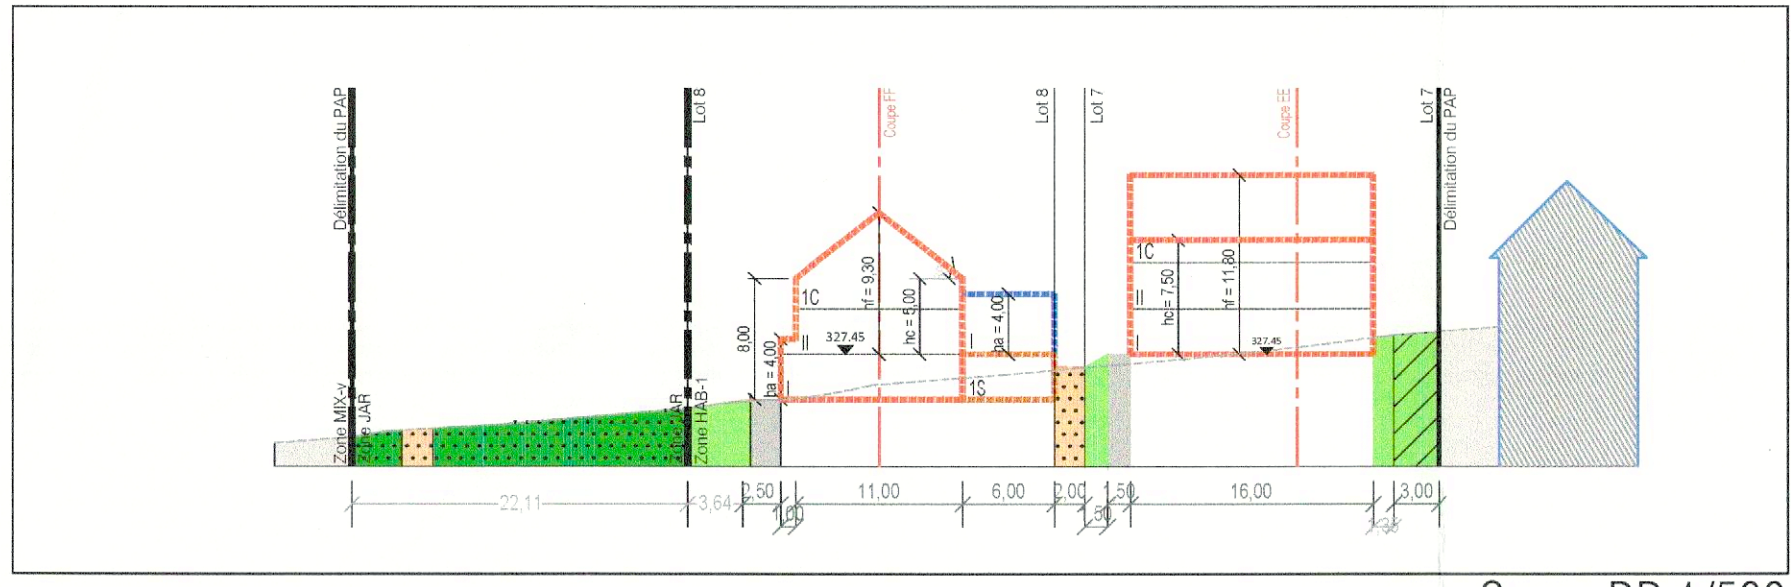 Délimitation du PAP
Zone MIX-v
Zone JAR
Lot 8
JAR
Zone HAB-1
Coupe FF
Lot 8
Lot 7
Coupe EE
Lot 7
Délimitation du PAP
8,00
ha = 4,00
I
1C
II
327.45
hf = 9,30
hc = 5,00
I
ha = 4,00
1S
1C
II
I
hc = 7,50
hf = 11,80
327.45
22,11
3,64
2,50
1,00
11,00
6,00
2,00
1,50
1,50
16,00
1,35
3,00